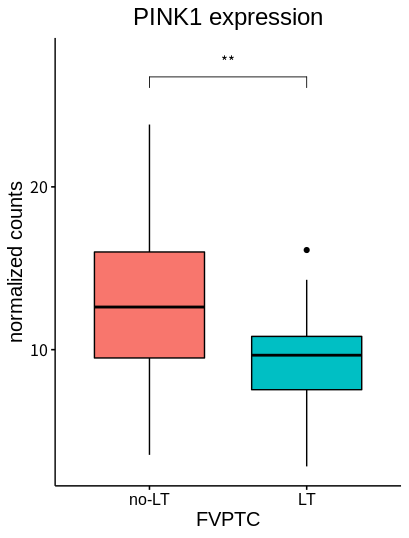 PINK1 expression
**
normalized counts
20
10
no-LT
LT
FVPTC